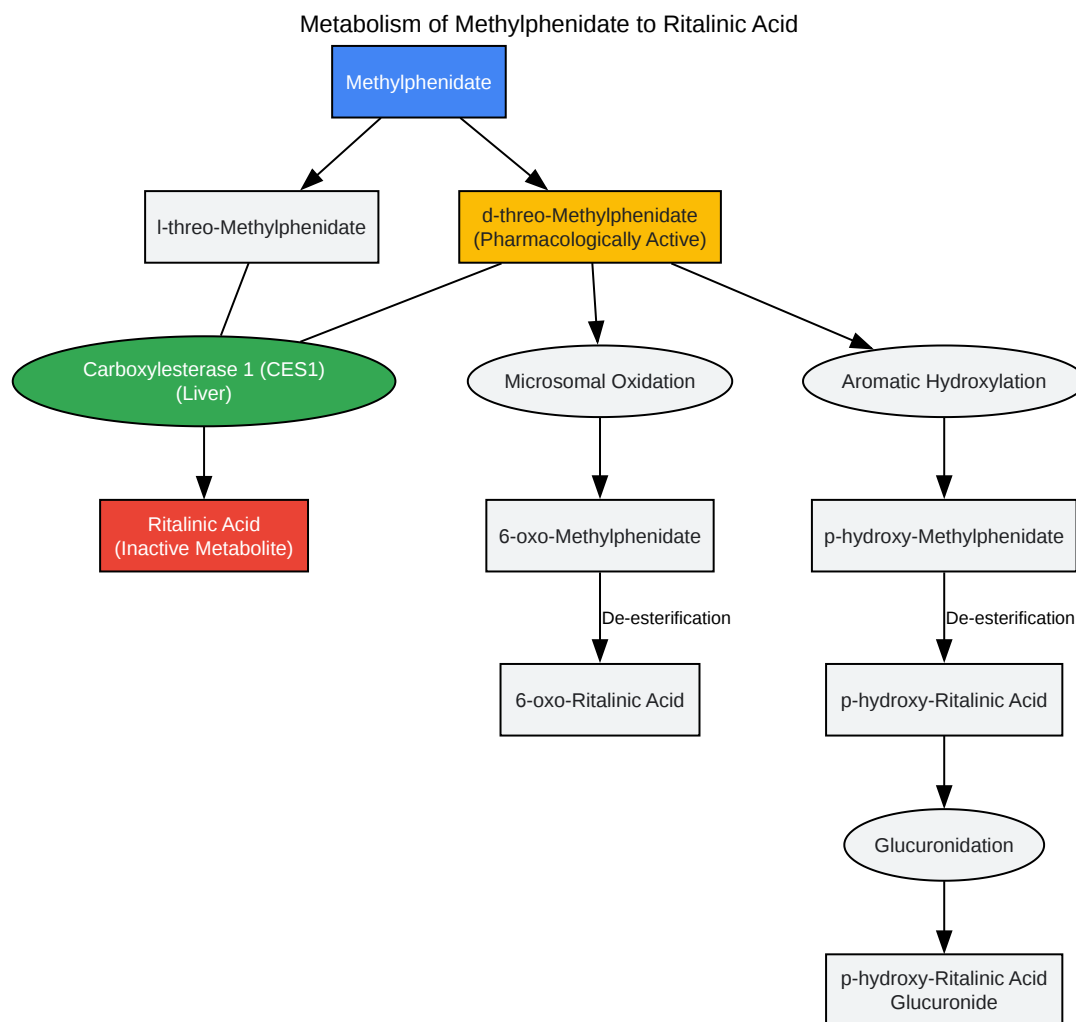 Metabolism of Methylphenidate to Ritalinic Acid
Methylphenidate
l-threo-Methylphenidate
d-threo-Methylphenidate
(Pharmacologically Active)
Carboxylesterase 1 (CES1)
(Liver)
Microsomal Oxidation
Aromatic Hydroxylation
Ritalinic Acid
(Inactive Metabolite)
6-oxo-Methylphenidate
p-hydroxy-Methylphenidate
De-esterification
De-esterification
6-oxo-Ritalinic Acid
p-hydroxy-Ritalinic Acid
Glucuronidation
p-hydroxy-Ritalinic Acid
Glucuronide